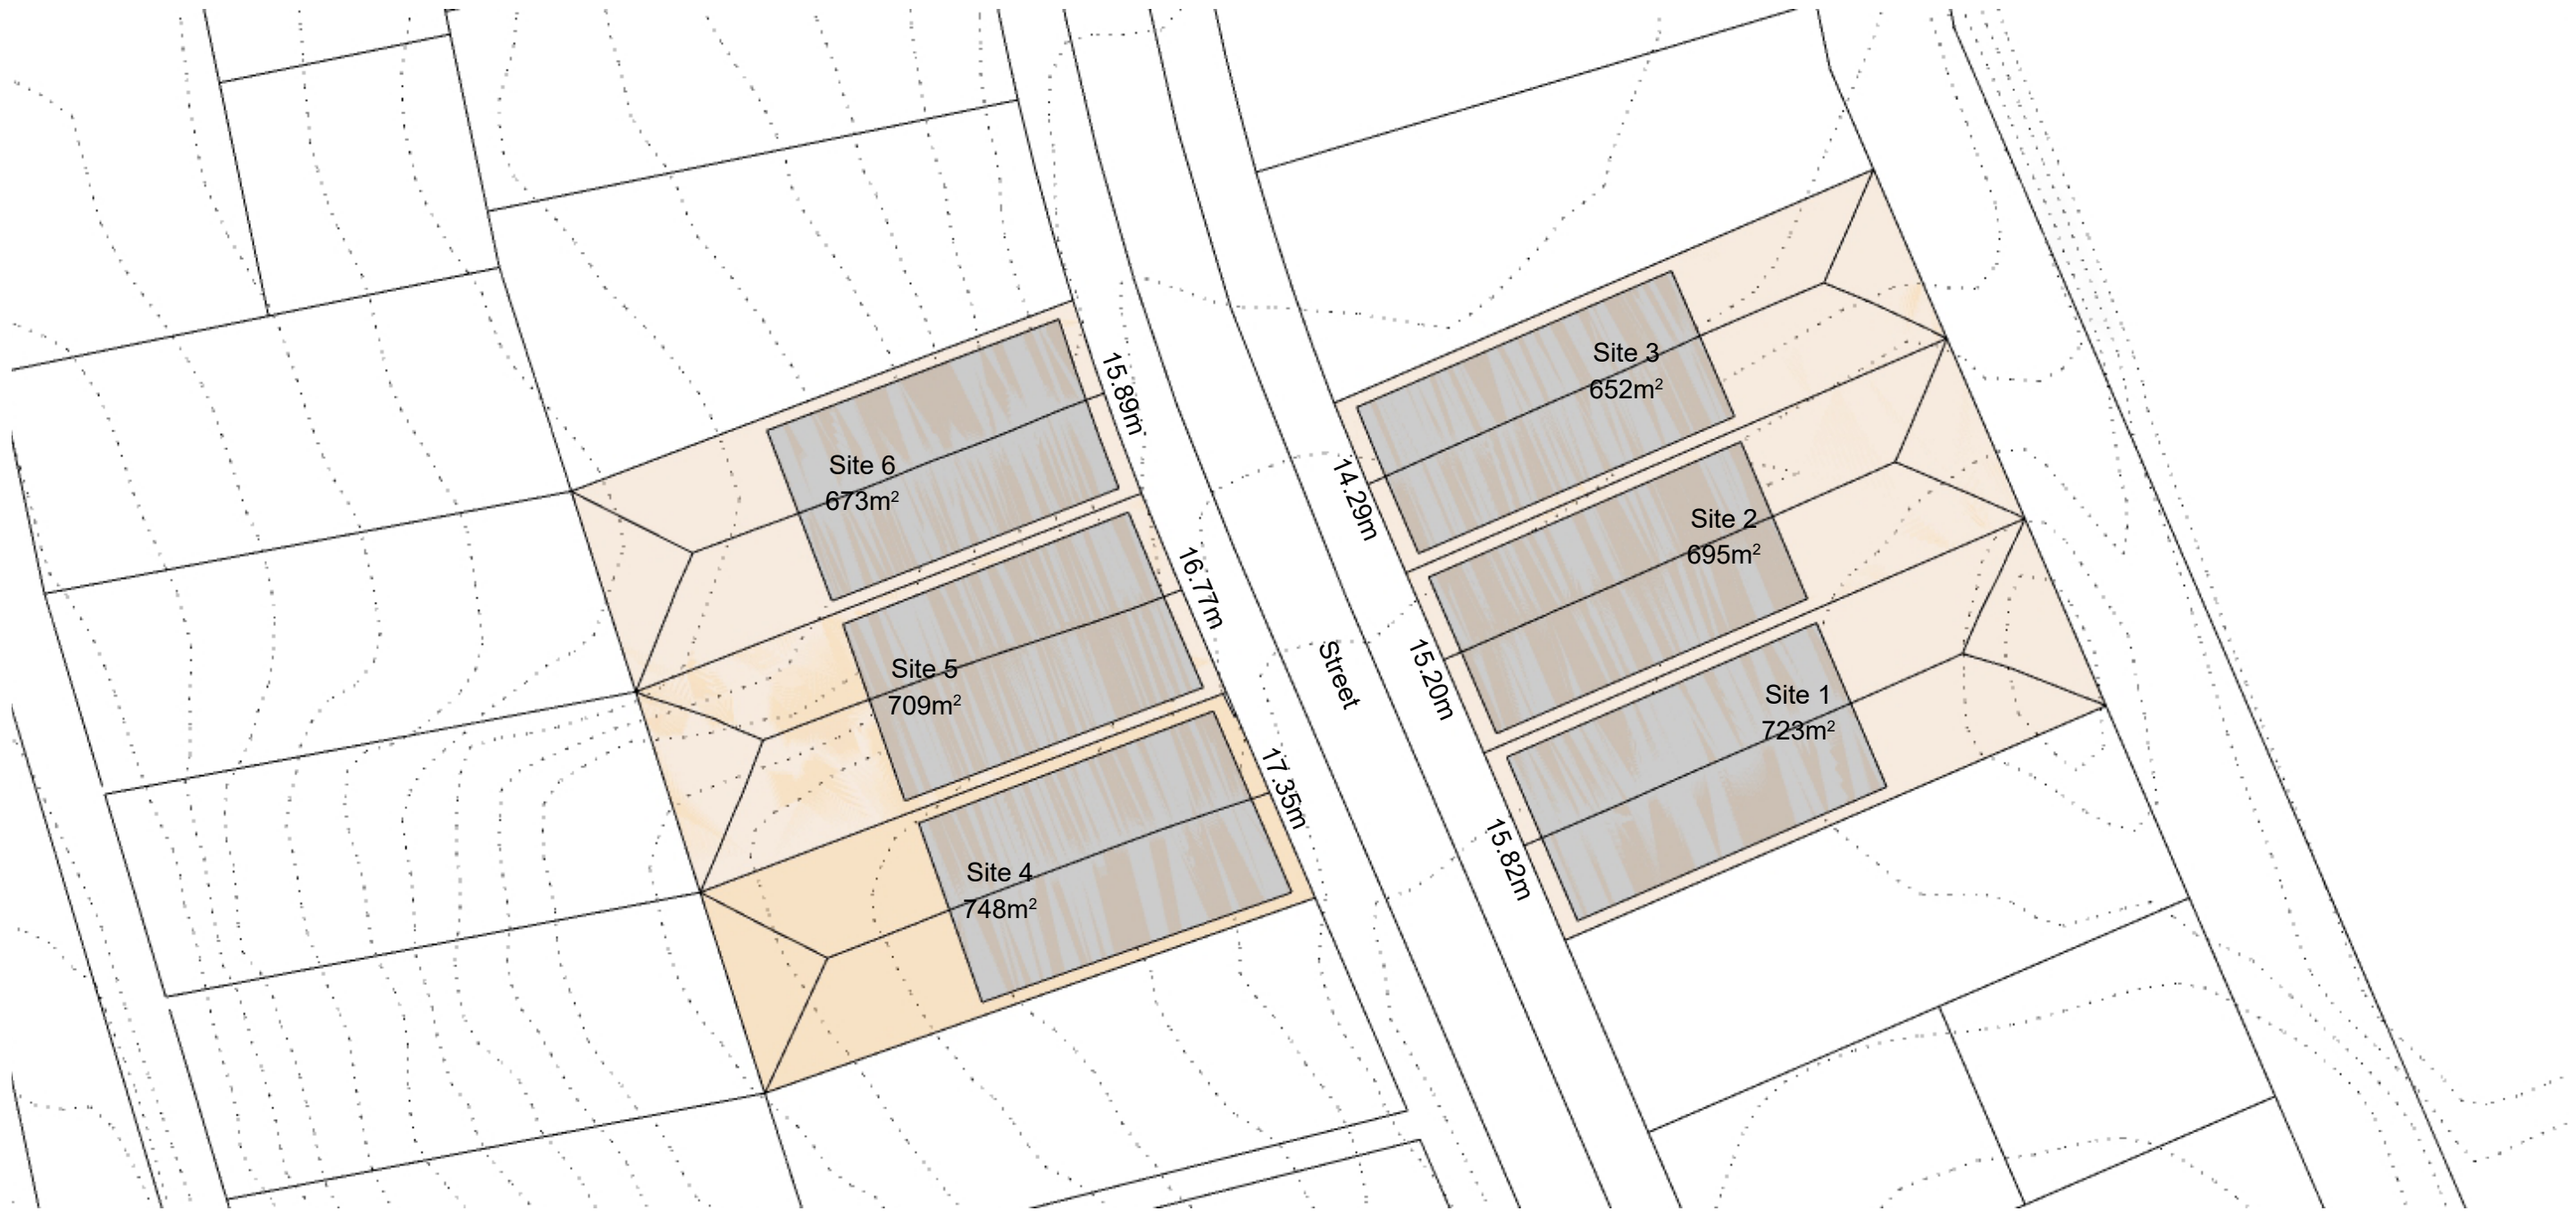 Site 3
652m²
15.89m
Site 6
673m²
14.29m
Site 2
695m²
16.77m
Site 5
709m²
Street
15.20m
Site 1
723m²
17.35m
Site 4
748m²
15.82m